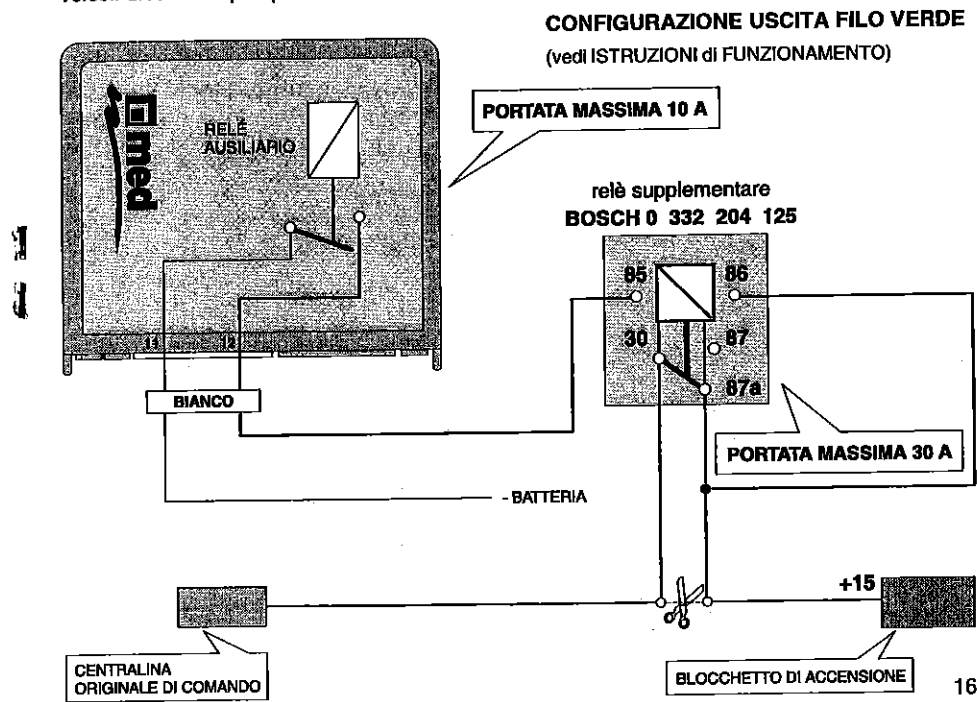 CONFIGURAZIONE USCITA FILO VERDE
(vedi ISTRUZIONI di FUNZIONAMENTO)
PORTATA MASSIMA 10 A
med
RELÈ
AUSILIARIO
relè supplementare
BOSCH 0 332 204 125
85
86
30
87
87a
11
12
BIANCO
PORTATA MASSIMA 30 A
- BATTERIA
+15
CENTRALINA
ORIGINALE DI COMANDO
BLOCCHETTO DI ACCENSIONE
16